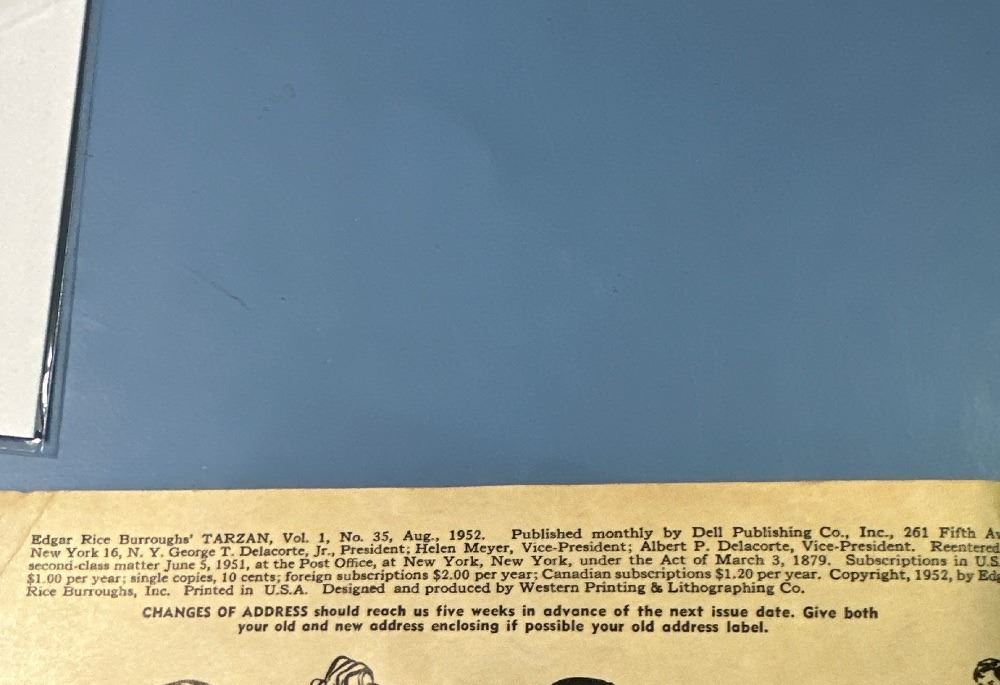 Edgar Rice Burroughs' TARZAN, Vol. 1, No. 35, Aug., 1952. Published monthly by Dell Publishing Co., Inc., 261 Fifth Av
New York 16, N. Y. George T. Delacorte, Jr., President; Helen Meyer, Vice-President; Albert P. Delacorte, Vice-President. Reentered
second-class matter June 5, 1951, at the Post Office, at New York, New York, under the Act of March 3, 1879. Subscriptions in U.S.
$1.00 per year; single copies, 10 cents; foreign subscriptions $2.00 per year; Canadian subscriptions $1.20 per year. Copyright, 1952, by Edg
Rice Burroughs, Inc. Printed in U.S.A. Designed and produced by Western Printing & Lithographing Co.
CHANGES OF ADDRESS should reach us five weeks in advance of the next issue date. Give both
your old and new address enclosing if possible your old address label.